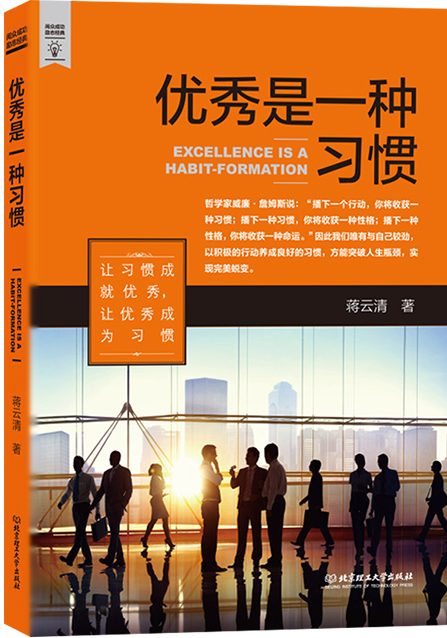 优秀是一种习惯
EXCELLENCE IS A
HABIT-FORMATION
蒋云清 著
北京理工大学出版社
优秀是一种
EXCELLENCE IS A
HABIT-FORMATION
习惯
哲学家威廉·詹姆斯说：“播下一个行动，你将收获一
种习惯；播下一种习惯，你将收获一种性格；播下一种
性格，你将收获一种命运。”因此我们唯有与自己较劲，
以积极的行动养成良好的习惯，方能突破人生瓶颈，实
现完美蜕变。
让习惯成
就优秀，
让优秀成
为习惯
蒋云清 著
北京理工大学出版社
BEIJING INSTITUTE OF TECHNOLOGY PRESS